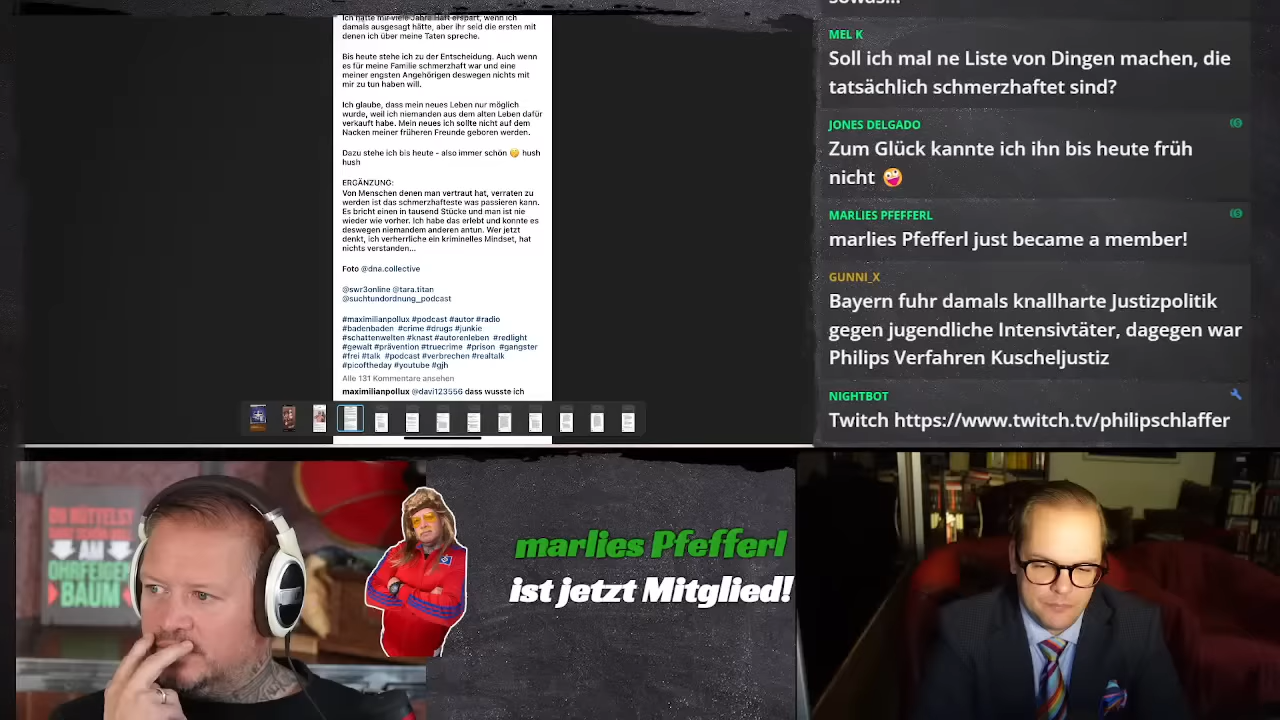 Ich hätte mir viele Jahre Haft erspart, wenn ich
damals ausgesagt hätte, aber ihr seid die ersten mit
denen ich über meine Taten spreche.
Bis heute stehe ich zu der Entscheidung. Auch wenn
es für meine Familie schmerzhaft war und eine
meiner engsten Angehörigen deswegen nichts mit
mir zu tun haben will.
Ich glaube, dass mein neues Leben nur möglich
wurde, weil ich niemanden aus dem alten Leben dafür
verkauft habe. Mein neues ich sollte nicht auf dem
Nacken meiner früheren Freunde geboren werden.
Dazu stehe ich bis heute - also immer schön 🤫 hush
hush
ERGÄNZUNG:
Von Menschen denen man vertraut hat, verraten zu
werden ist das schmerzhafteste was passieren kann.
Es bricht einen in tausend Stücke und man ist nie
wieder wie vorher. Ich habe das erlebt und konnte es
deswegen niemandem anderen antun. Wer jetzt
denkt, ich verherrliche ein kriminelles Mindset, hat
nichts verstanden...
Foto @dna.collective
@swr3online @tara.titan
@suchtundordnung_podcast
#maximilianpollux #podcast #autor #radio
#badenbaden #crime #drugs #junkie
#schattenwelten #knast #autorenleben #redlight
#gewalt #prävention #truecrime #prison #gangster
#frei #talk #podcast #verbrechen #realtalk
#picoftheday #youtube #gjh
Alle 131 Kommentare ansehen
maximilianpollux @davi123556 dass wusste ich
sowas...
MEL K
Soll ich mal ne Liste von Dingen machen, die
tatsächlich schmerzhaftet sind?
JONES DELGADO
Zum Glück kannte ich ihn bis heute früh
nicht 🤪
MARLIES PFEFFERL
marlies Pfefferl just became a member!
GUNNI_X
Bayern fuhr damals knallharte Justizpolitik
gegen jugendliche Intensivtäter, dagegen war
Philips Verfahren Kuscheljustiz
NIGHTBOT
Twitch https://www.twitch.tv/philipschlaffer
DU RÜTTELST
AM
OHRFEIGEN
BAUM
marlies Pfefferl
ist jetzt Mitglied!